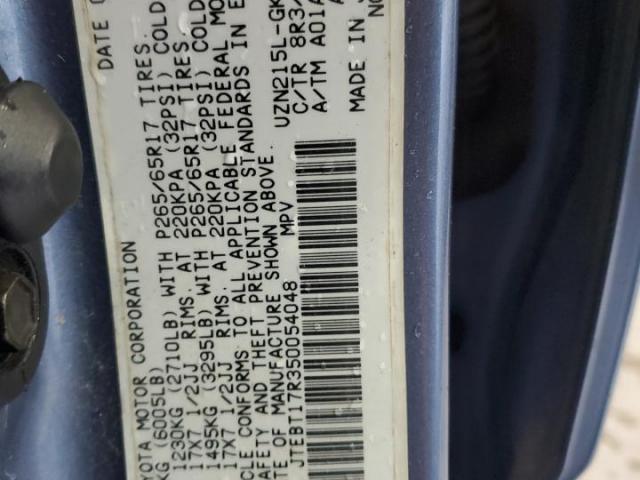 DATE O
OYOTA MOTOR CORPORATION
KG (6005LB)
1230KG (2710LB) WITH P265/65R17 TIRES.
17X7 1/2JJ RIMS. AT 220KPA (32PSI) COLD
1495KG (3295LB) WITH P265/65R17 TIRES
17X7 1/2JJ RIMS. AT 220KPA (32PSI) COLD
CLE CONFORMS TO ALL APPLICABLE FEDERAL MO
AFETY AND THEFT PREVENTION STANDARDS IN E
TE OF MANUFACTURE SHOWN ABOVE.
JTEBT17R350054048 MPV
UZN215L-GK
C/TR 8R3/
A/TM A01A
MADE IN J
NO